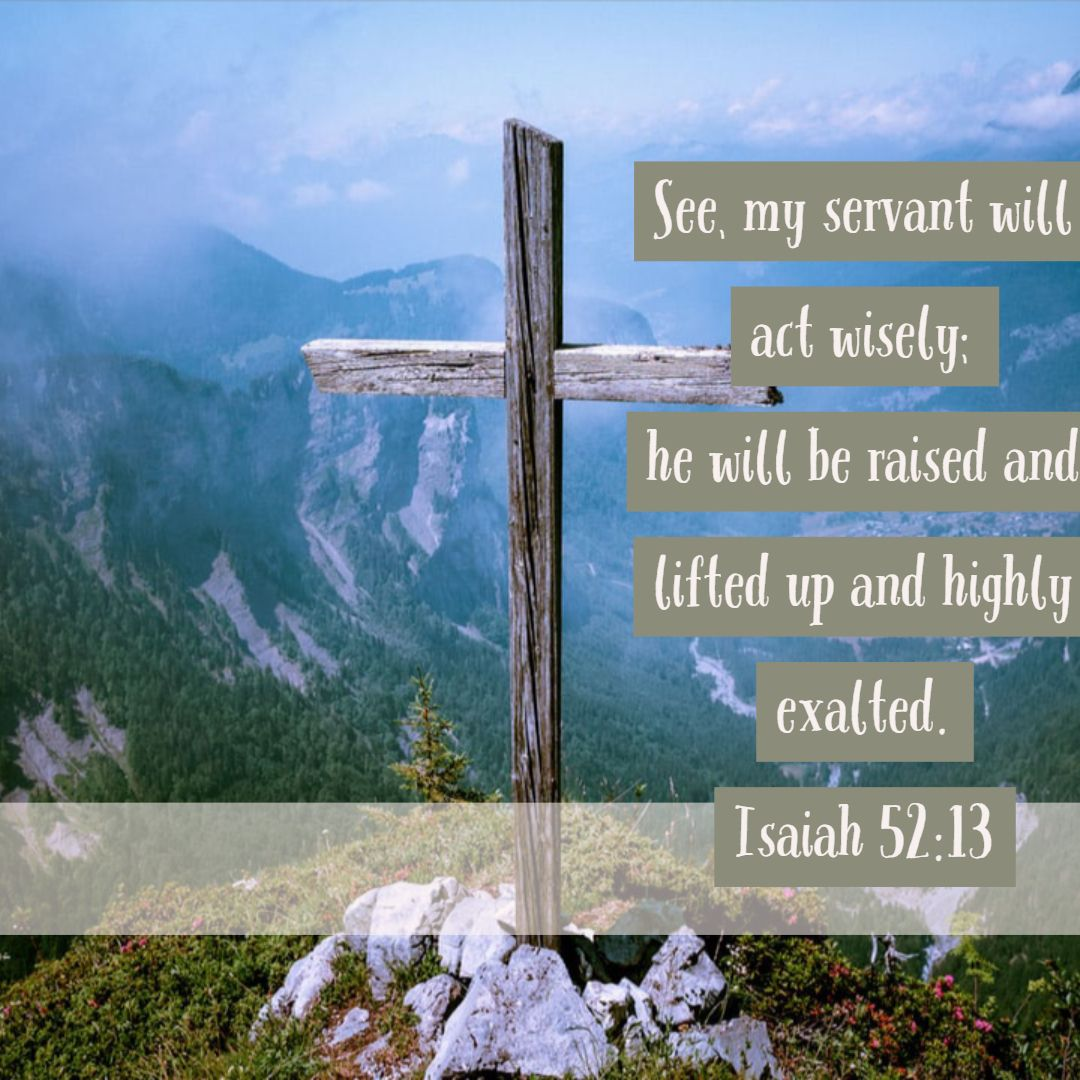 See, my servant will
act wisely;
he will be raised and
lifted up and highly
exalted.
Isaiah 52:13